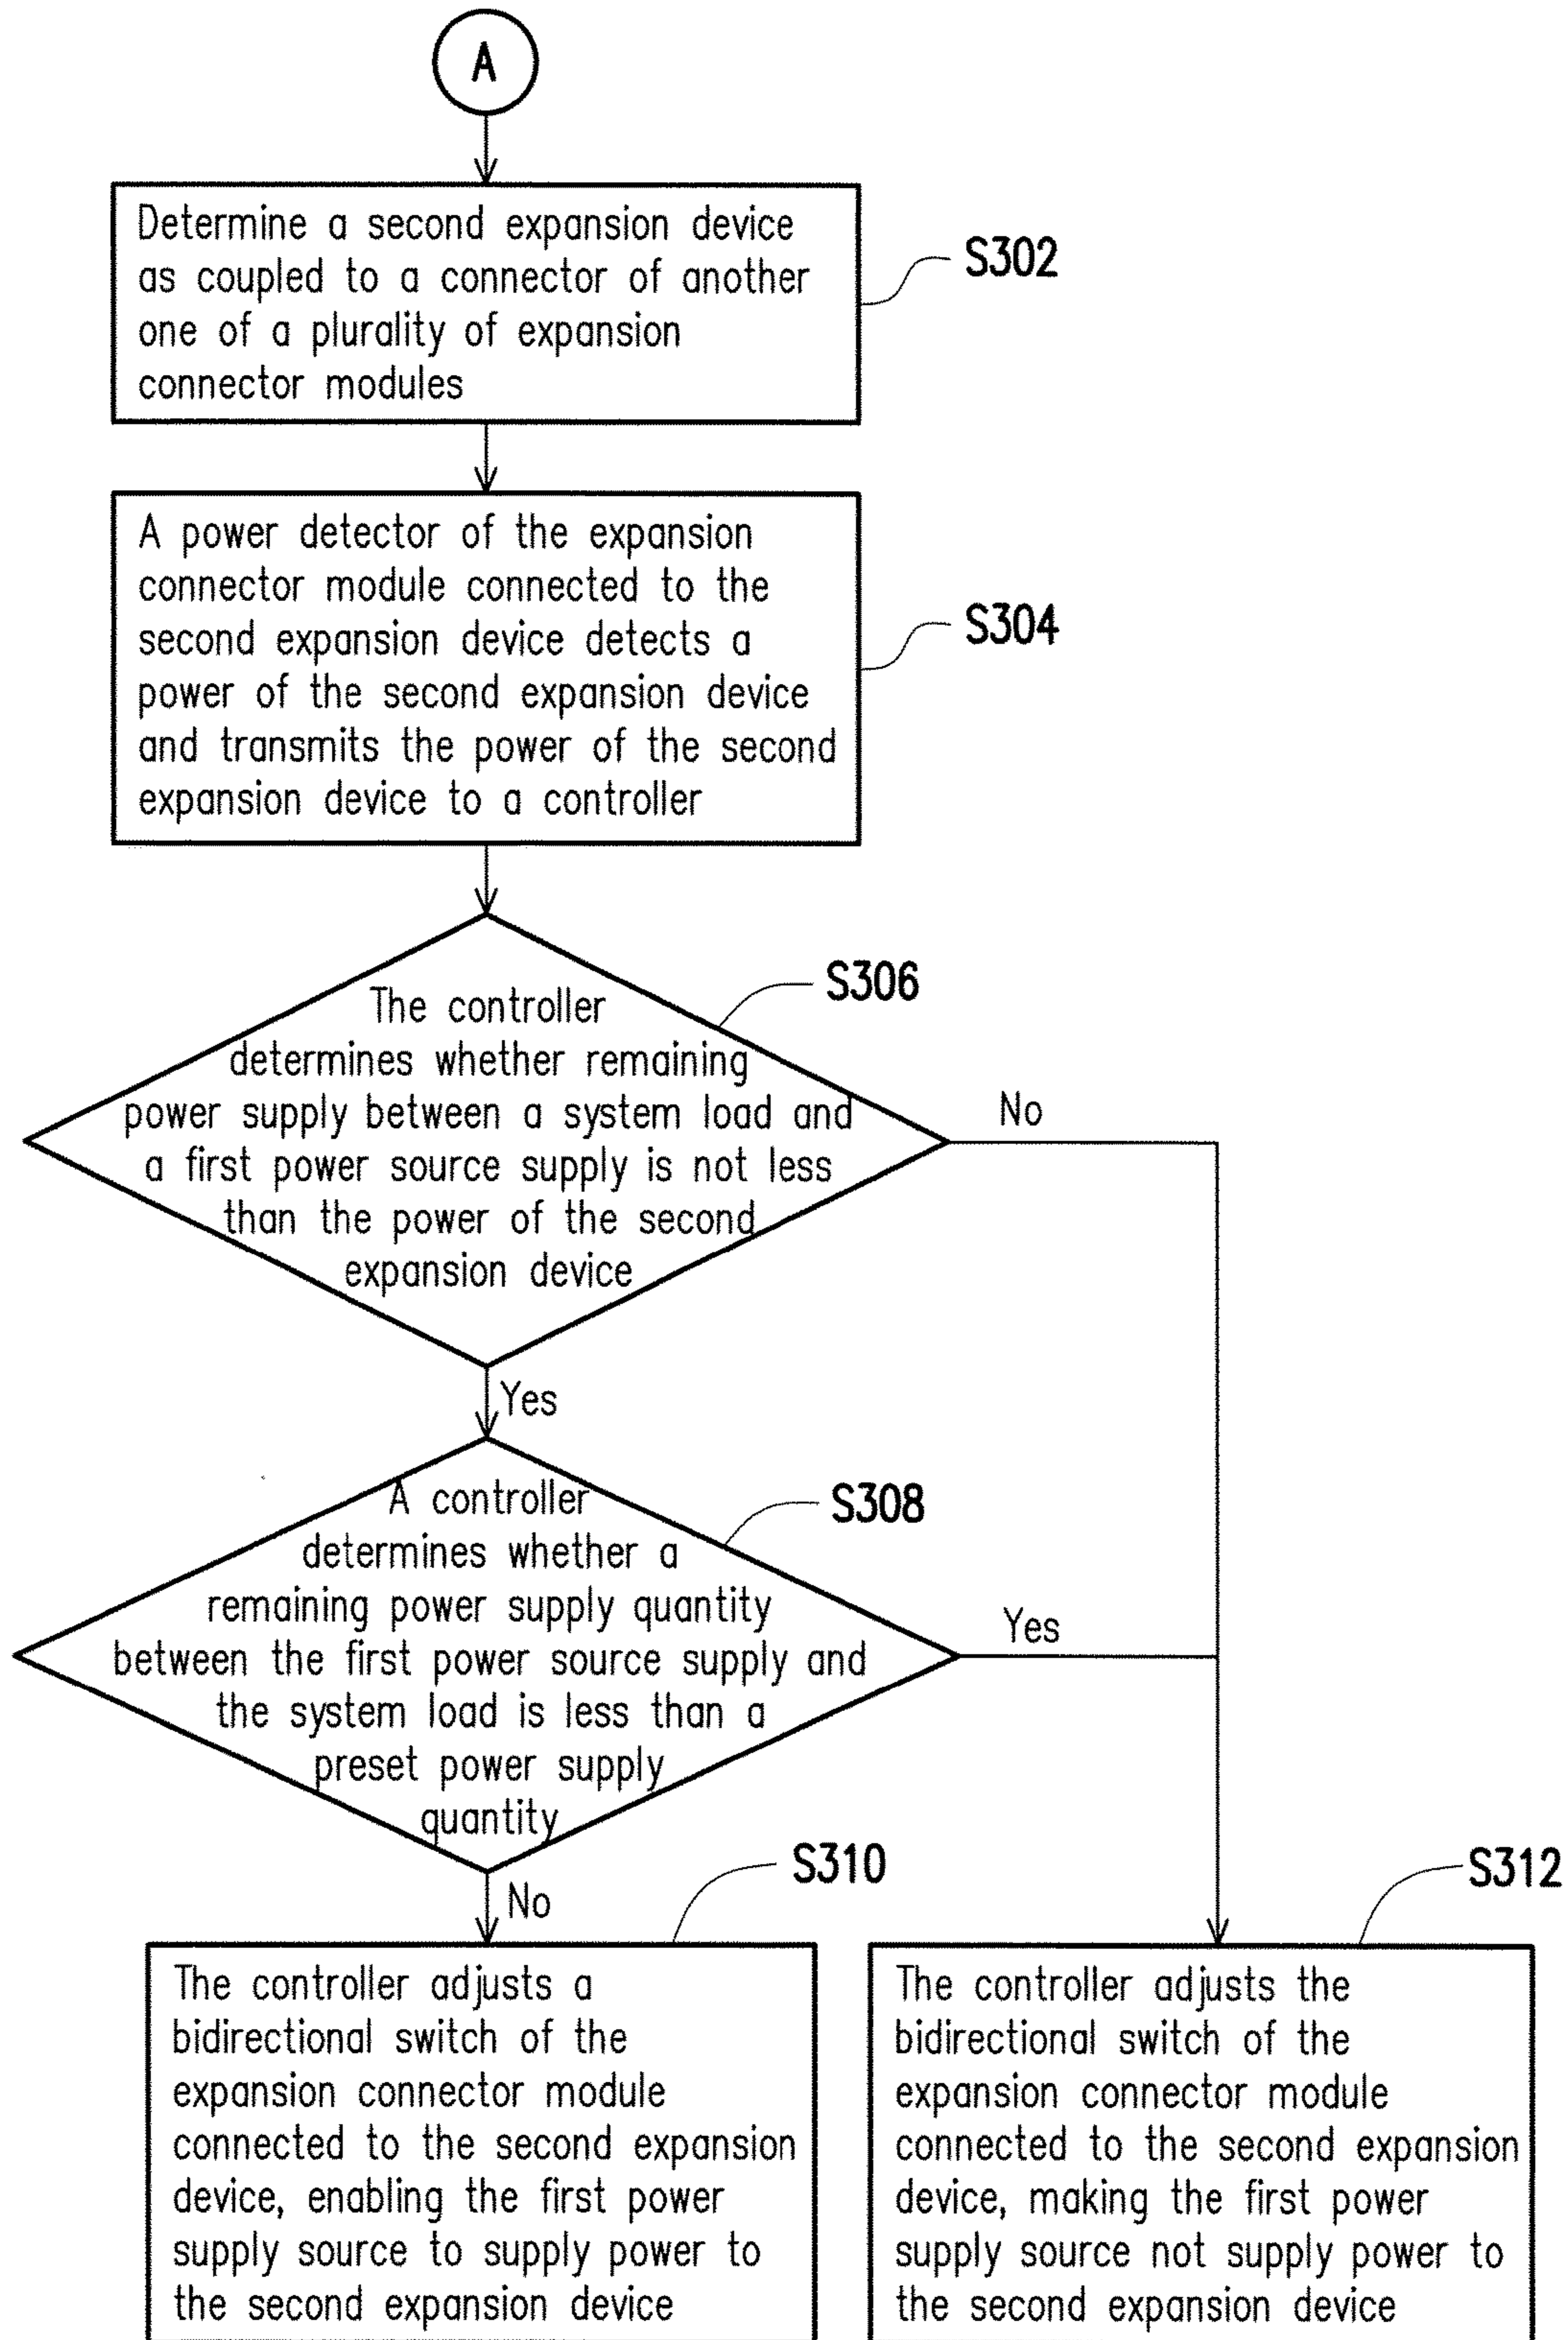 A
Determine a second expansion device
as coupled to a connector of another
one of a plurality of expansion
connector modules
S302
A power detector of the expansion
connector module connected to the
second expansion device detects a
power of the second expansion device
and transmits the power of the second
expansion device to a controller
S304
The controller
determines whether remaining
power supply between a system load and
a first power source supply is not less
than the power of the second
expansion device
S306
No
Yes
A controller
determines whether a
remaining power supply quantity
between the first power source supply and
the system load is less than a
preset power supply
quantity
S308
Yes
No
S310
The controller adjusts a
bidirectional switch of the
expansion connector module
connected to the second expansion
device, enabling the first power
supply source to supply power to
the second expansion device
S312
The controller adjusts the
bidirectional switch of the
expansion connector module
connected to the second expansion
device, making the first power
supply source not supply power to
the second expansion device